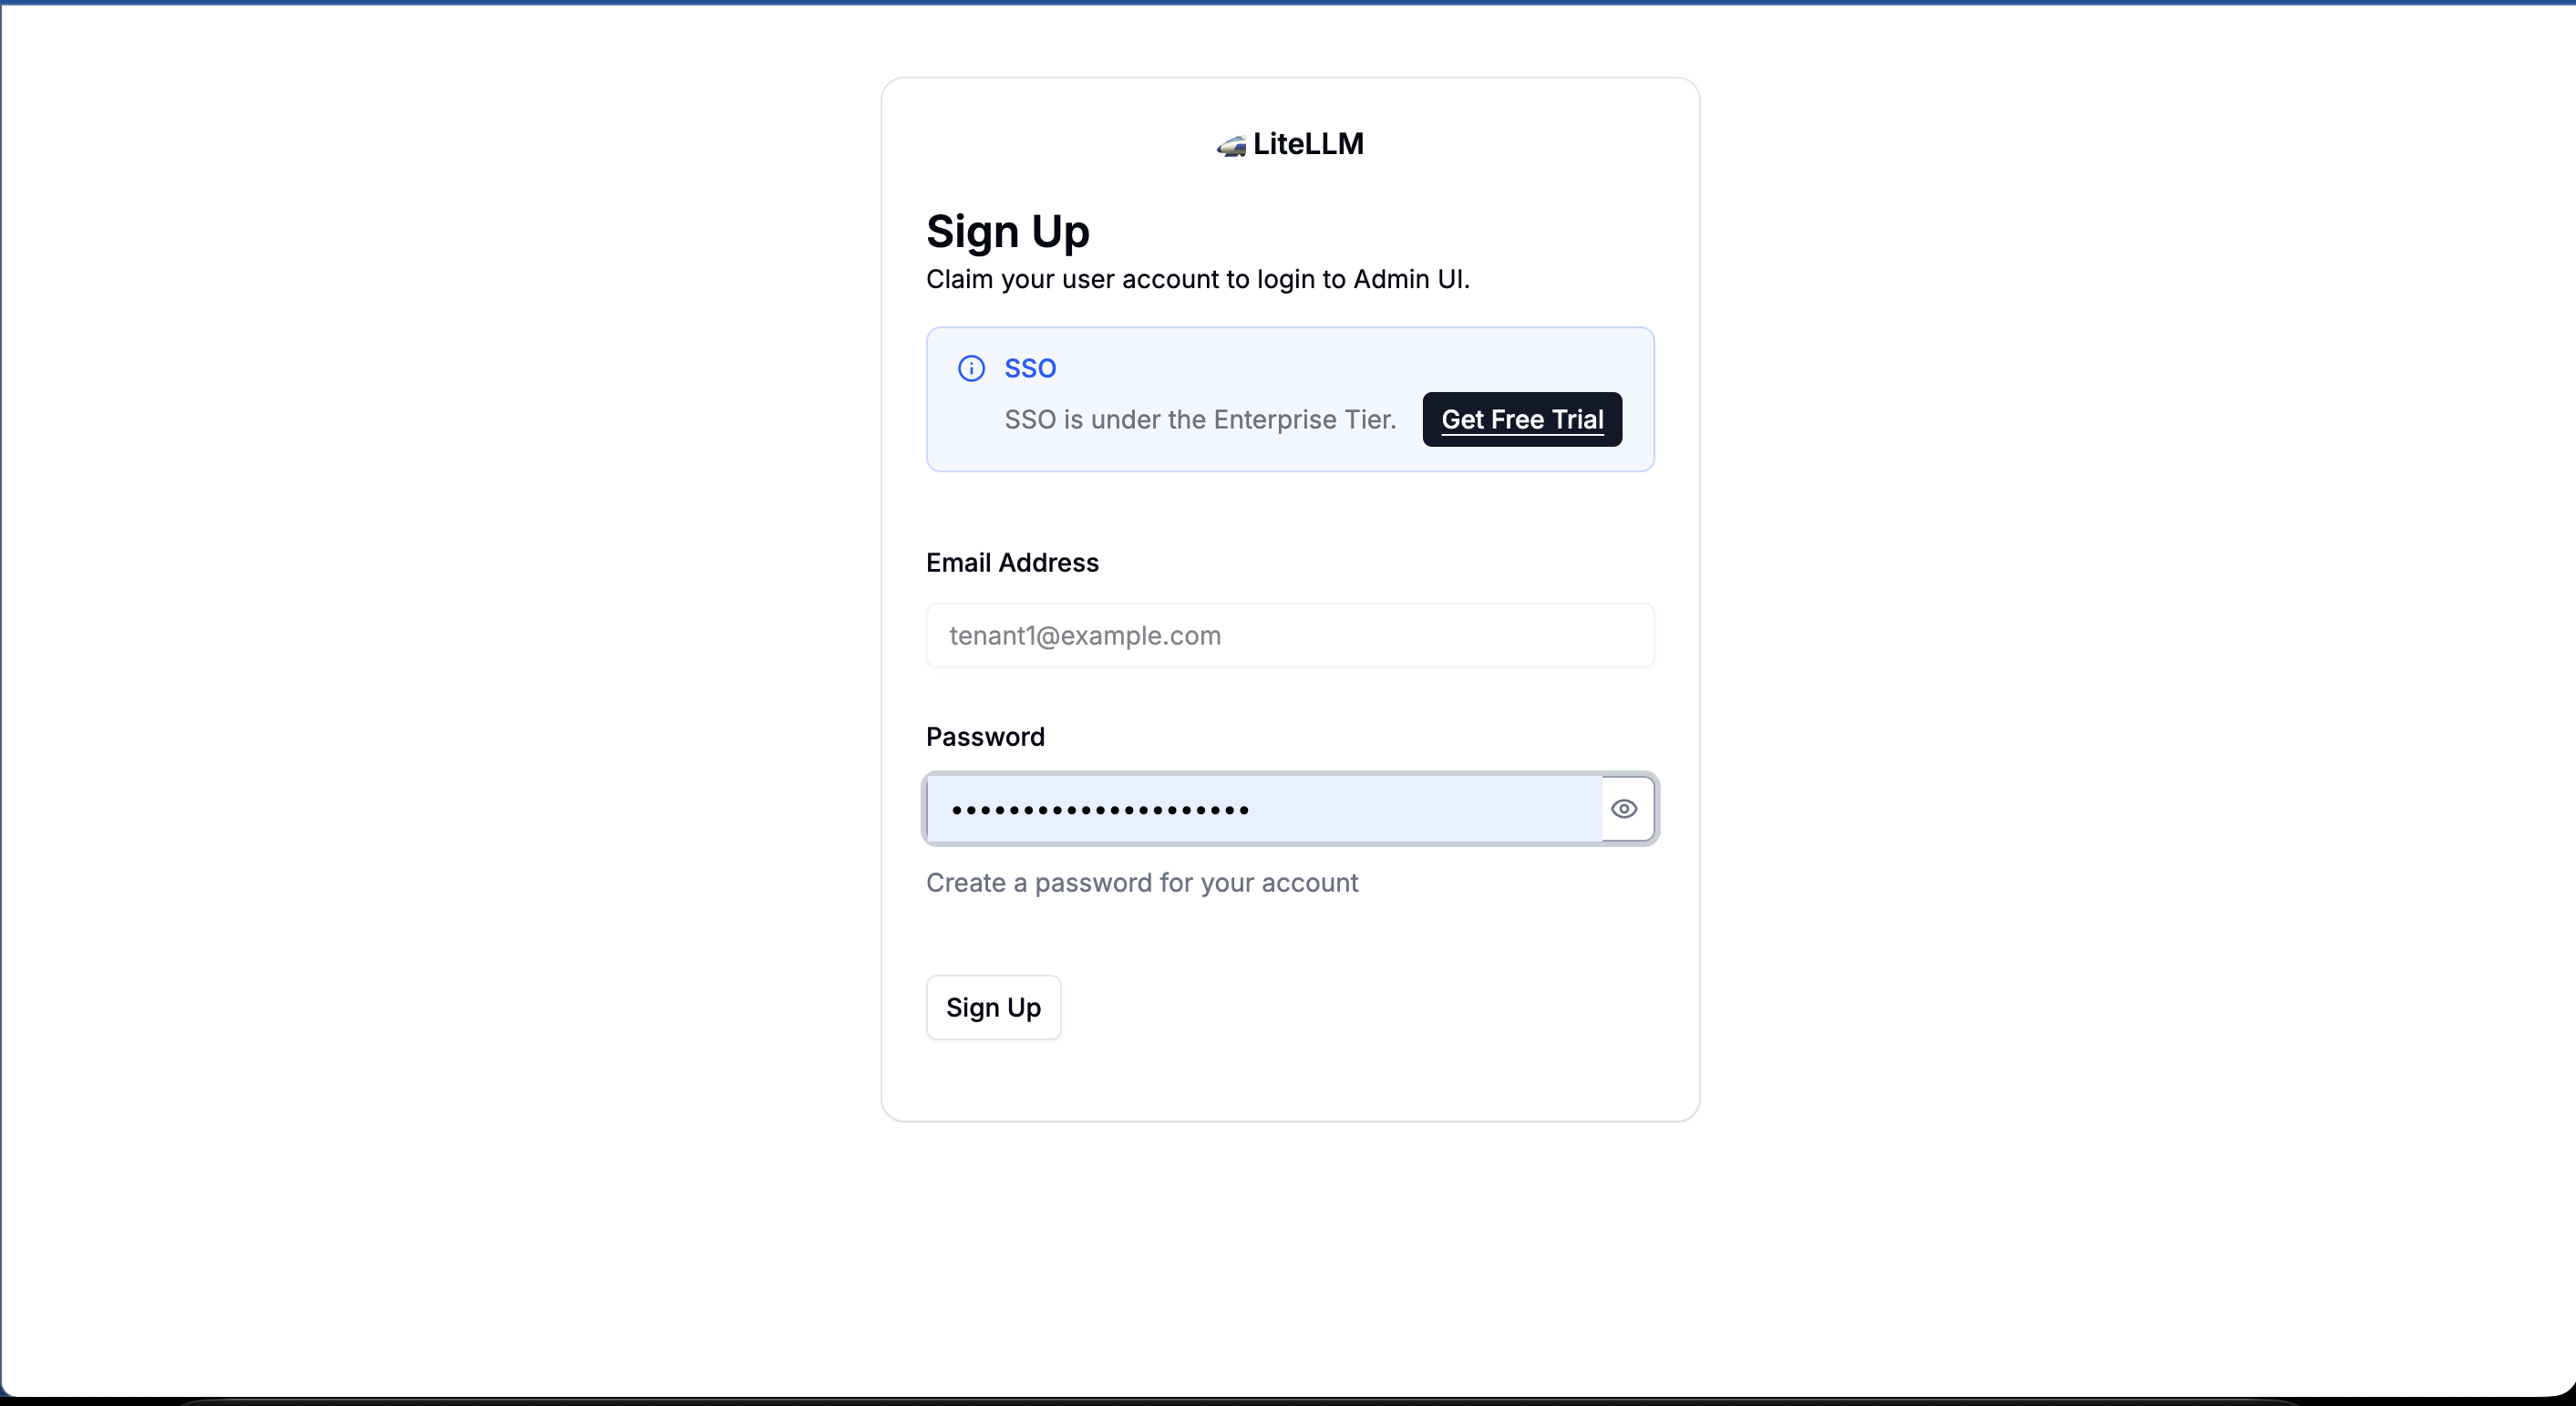 LiteLLM
Sign Up
Claim your user account to login to Admin UI.
SSO
SSO is under the Enterprise Tier. Get Free Trial
Email Address
tenant1@example.com
Password
•••••••••••••••••••••
Create a password for your account
Sign Up